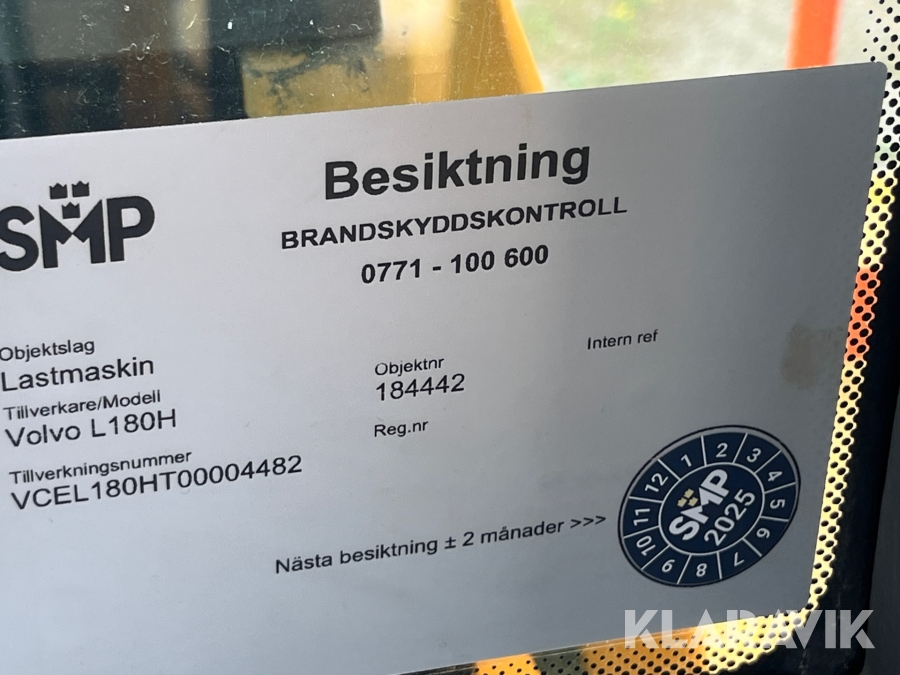 SMP
Besiktning
BRANDSKYDDSKONTROLL
0771 - 100 600
Objektslag
Lastmaskin
Tillverkare/Modell
Volvo L180H
Tillverkningsnummer
VCEL180HT00004482
Objektnr
184442
Reg.nr
Intern ref
Nästa besiktning ± 2 månader >>>
1 2 3 4 5 6 7 8 9 10 11 12
SMP
2025
KLARAVIK